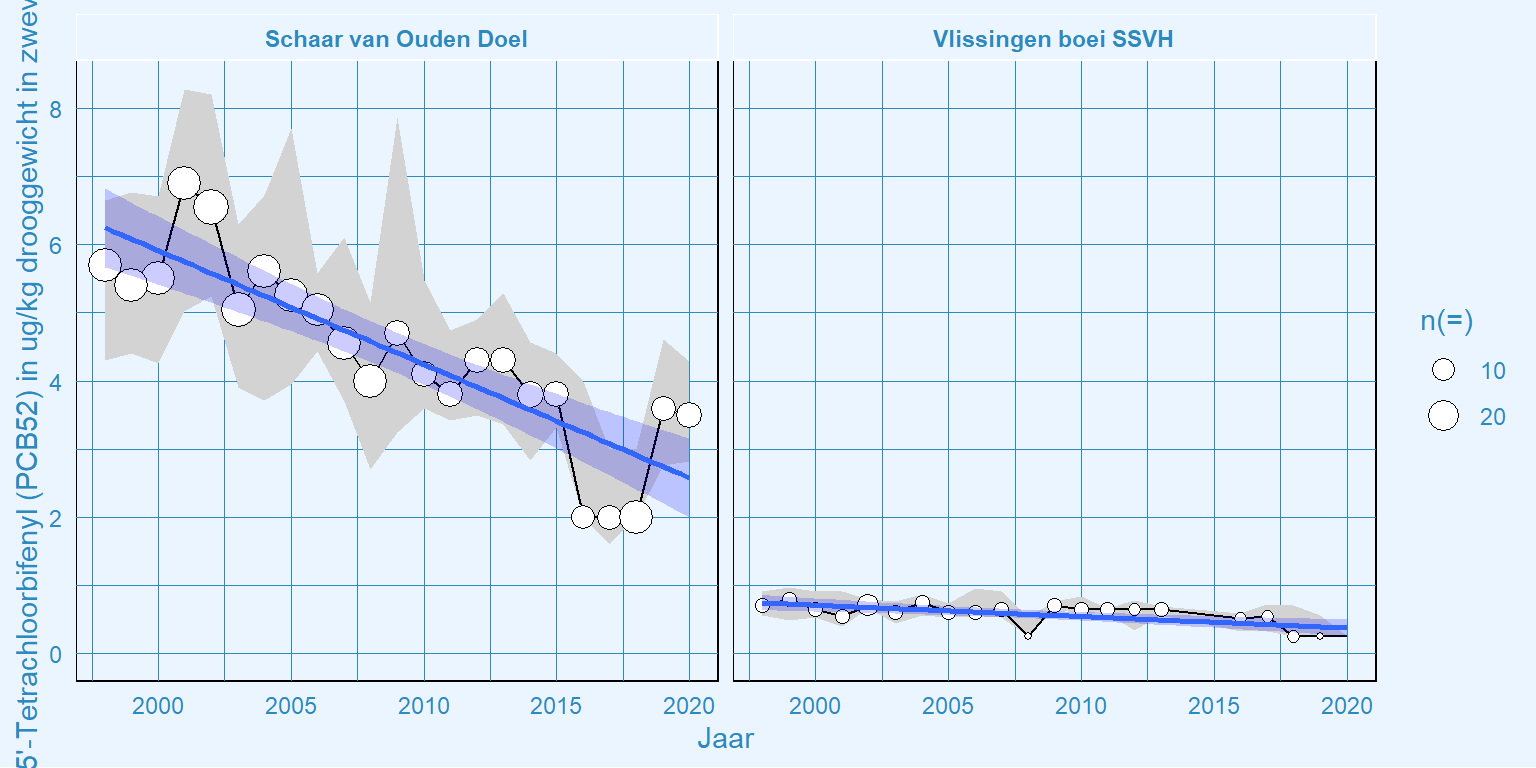 Schaar van Ouden Doel
Vlissingen boei SSVH
5'-Tetrachloorbifenyl (PCB52) in ug/kg drooggewicht in
8
6
4
2
0
2000 2005 2010 2015 2020
2000 2005 2010 2015 2020
Jaar
n(=)
10
20